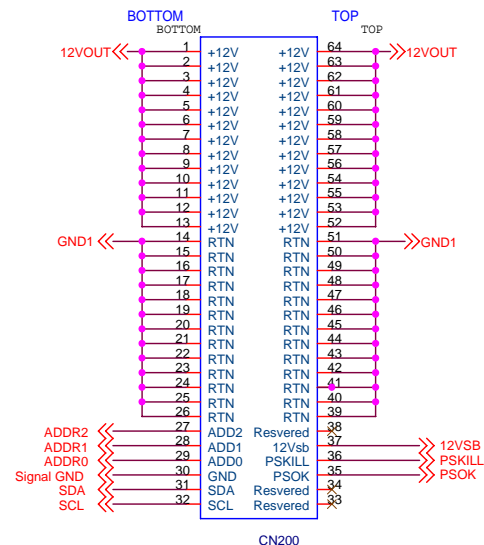 BOTTOM TOP
BOTTOM TOP
12VOUT 1 +12V +12V 64 12VOUT
2 +12V +12V 63
3 +12V +12V 62
4 +12V +12V 61
5 +12V +12V 60
6 +12V +12V 59
7 +12V +12V 58
8 +12V +12V 57
9 +12V +12V 56
10 +12V +12V 54
11 +12V +12V 55
12 +12V +12V 53
13 +12V +12V 52
GND1 14 RTN RTN 51 GND1
15 RTN RTN 50
16 RTN RTN 49
17 RTN RTN 48
18 RTN RTN 47
19 RTN RTN 46
20 RTN RTN 45
21 RTN RTN 44
22 RTN RTN 43
23 RTN RTN 42
24 RTN RTN 41
25 RTN RTN 40
26 RTN RTN 39
ADDR2 27 ADD2 Resvered 38
ADDR1 28 ADD1 12Vsb 37 12VSB
ADDR0 29 ADD0 PSKILL 36 PSKILL
Signal GND 30 GND PSOK 35 PSOK
SDA 31 SDA Resvered 34
SCL 32 SCL Resvered 33
CN200